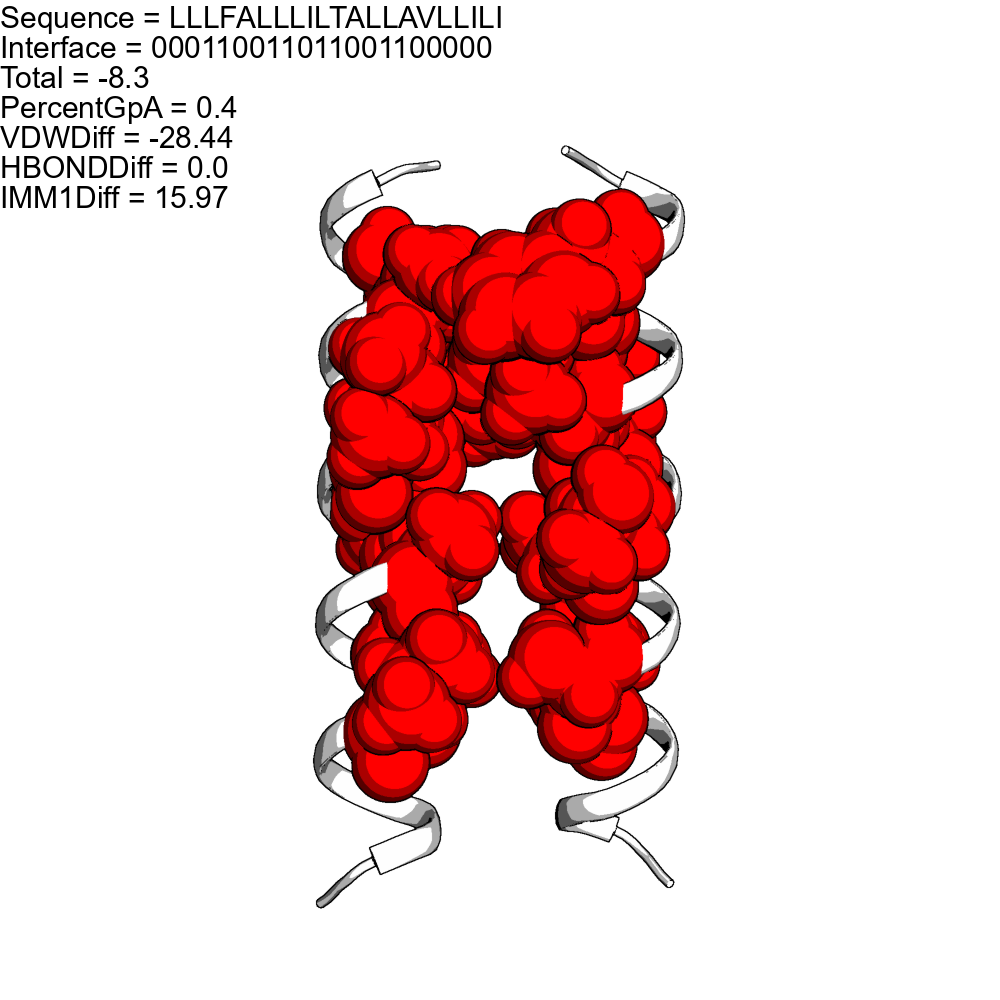 Sequence = LLLFALLLILTALLAVLLILI
Interface = 000110011011001100000
Total = -8.3
PercentGpA = 0.4
VDWDiff = -28.44
HBONDDiff = 0.0
IMM1Diff = 15.97